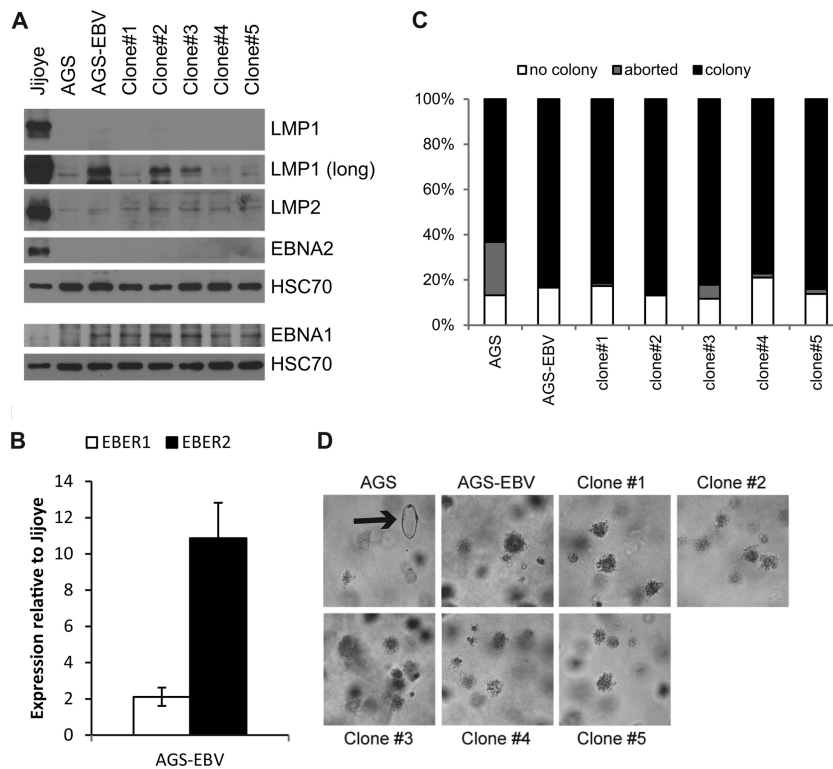 A
Jijoye
AGS
AGS-EBV
Clone#1
Clone#2
Clone#3
Clone#4
Clone#5
LMP1
LMP1 (long)
LMP2
EBNA2
HSC70
EBNA1
HSC70
B
EBER1 EBER2
Expression relative to Jijoye
14
12
10
8
6
4
2
0
AGS-EBV
C
no colony aborted colony
100%
80%
60%
40%
20%
0%
AGS
AGS-EBV
clone#1
clone#2
clone#3
clone#4
clone#5
D
AGS AGS-EBV Clone #1 Clone #2
Clone #3 Clone #4 Clone #5